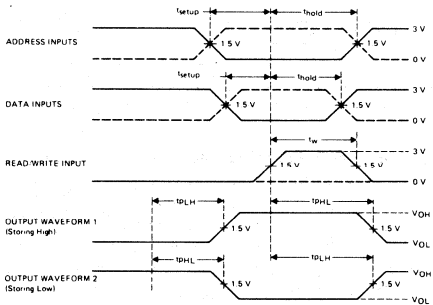 tsetup thold
3 V
ADDRESS INPUTS 1.5 V 1.5 V
0 V
tsetup thold
3 V
DATA INPUTS 1.5 V 1.5 V
0 V
tw
3 V
READ/WRITE INPUT 1.5 V 1.5 V
0 V
tPLH tPHL
VOH
OUTPUT WAVEFORM 1 1.5 V 1.5 V
(Storing High) VOL
tPHL tPLH
VOH
OUTPUT WAVEFORM 2 1.5 V 1.5 V
(Storing Low)
VOL